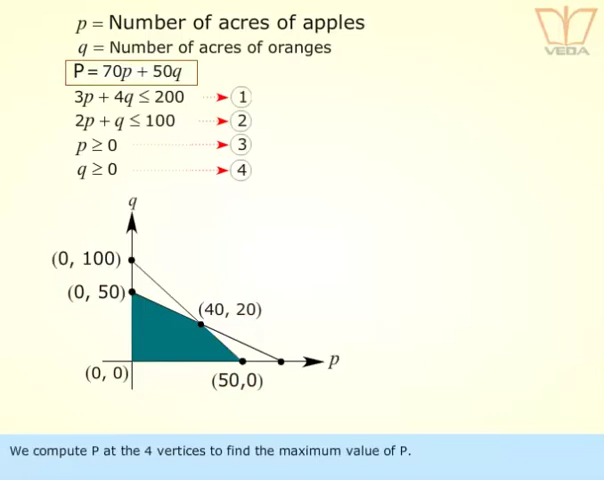 p = Number of acres of apples
q = Number of acres of oranges
P = 70p + 50q
3p + 4q ≤ 200 ① 
2p + q ≤ 100 ②
p ≥ 0 ③
q ≥ 0 ④
VEDA
q
(0, 100)
(0, 50)
(40, 20)
p
(0, 0)
(50,0)
We compute P at the 4 vertices to find the maximum value of P.